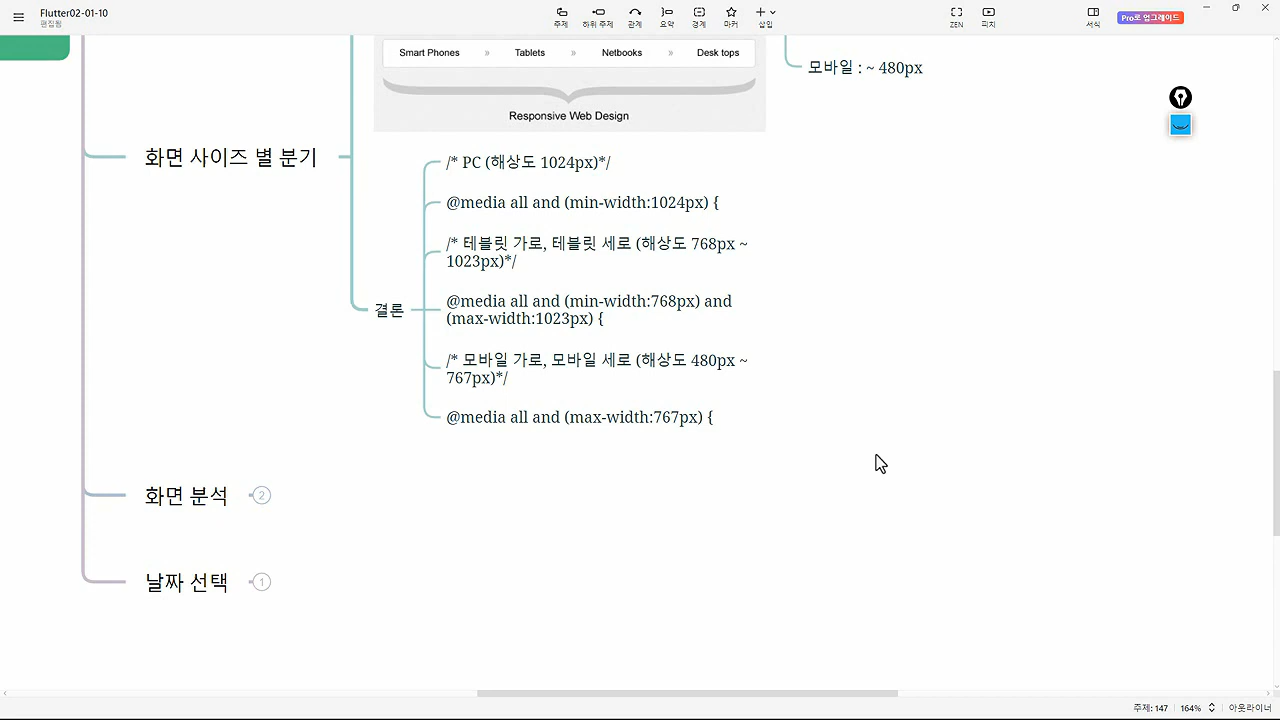 Flutter02-01-10
편집됨
주제
하위 주제
관계
요약
경계
마커
삽입
ZEN
피치
서식
Pro로 업그레이드
Smart Phones » Tablets » Netbooks » Desk tops
Responsive Web Design
모바일 : ~ 480px
화면 사이즈 별 분기
/* PC (해상도 1024px)*/
@media all and (min-width:1024px) {
/* 테블릿 가로, 테블릿 세로 (해상도 768px ~
1023px)*/
결론
@media all and (min-width:768px) and
(max-width:1023px) {
/* 모바일 가로, 모바일 세로 (해상도 480px ~
767px)*/
@media all and (max-width:767px) {
화면 분석 2
날짜 선택 1
주제: 147
164%
아웃라이너